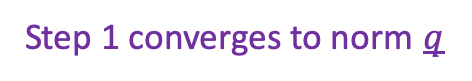 Step 1 converges to norm q